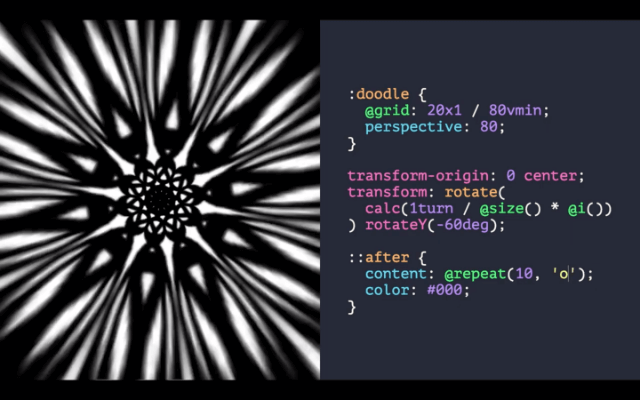 :doodle {
  @grid: 20x1 / 80vmin;
  perspective: 80;
}
transform-origin: 0 center;
transform: rotate(
  calc(1turn / @size() * @i())
) rotateY(-60deg);
::after {
  content: @repeat(10, 'o');
  color: #000;
}